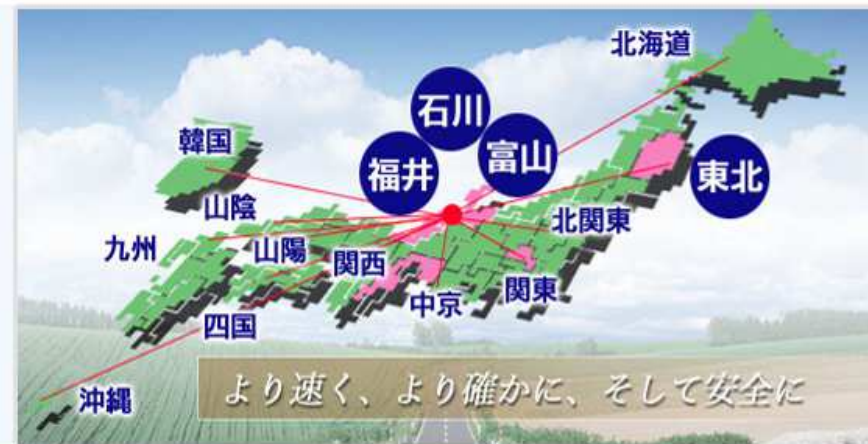 北海道
石川
韓国
福井
富山
東北
山陰
北関東
九州
山陽
関西
関東
中京
四国
沖縄
より速く、より確かに、そして安全に